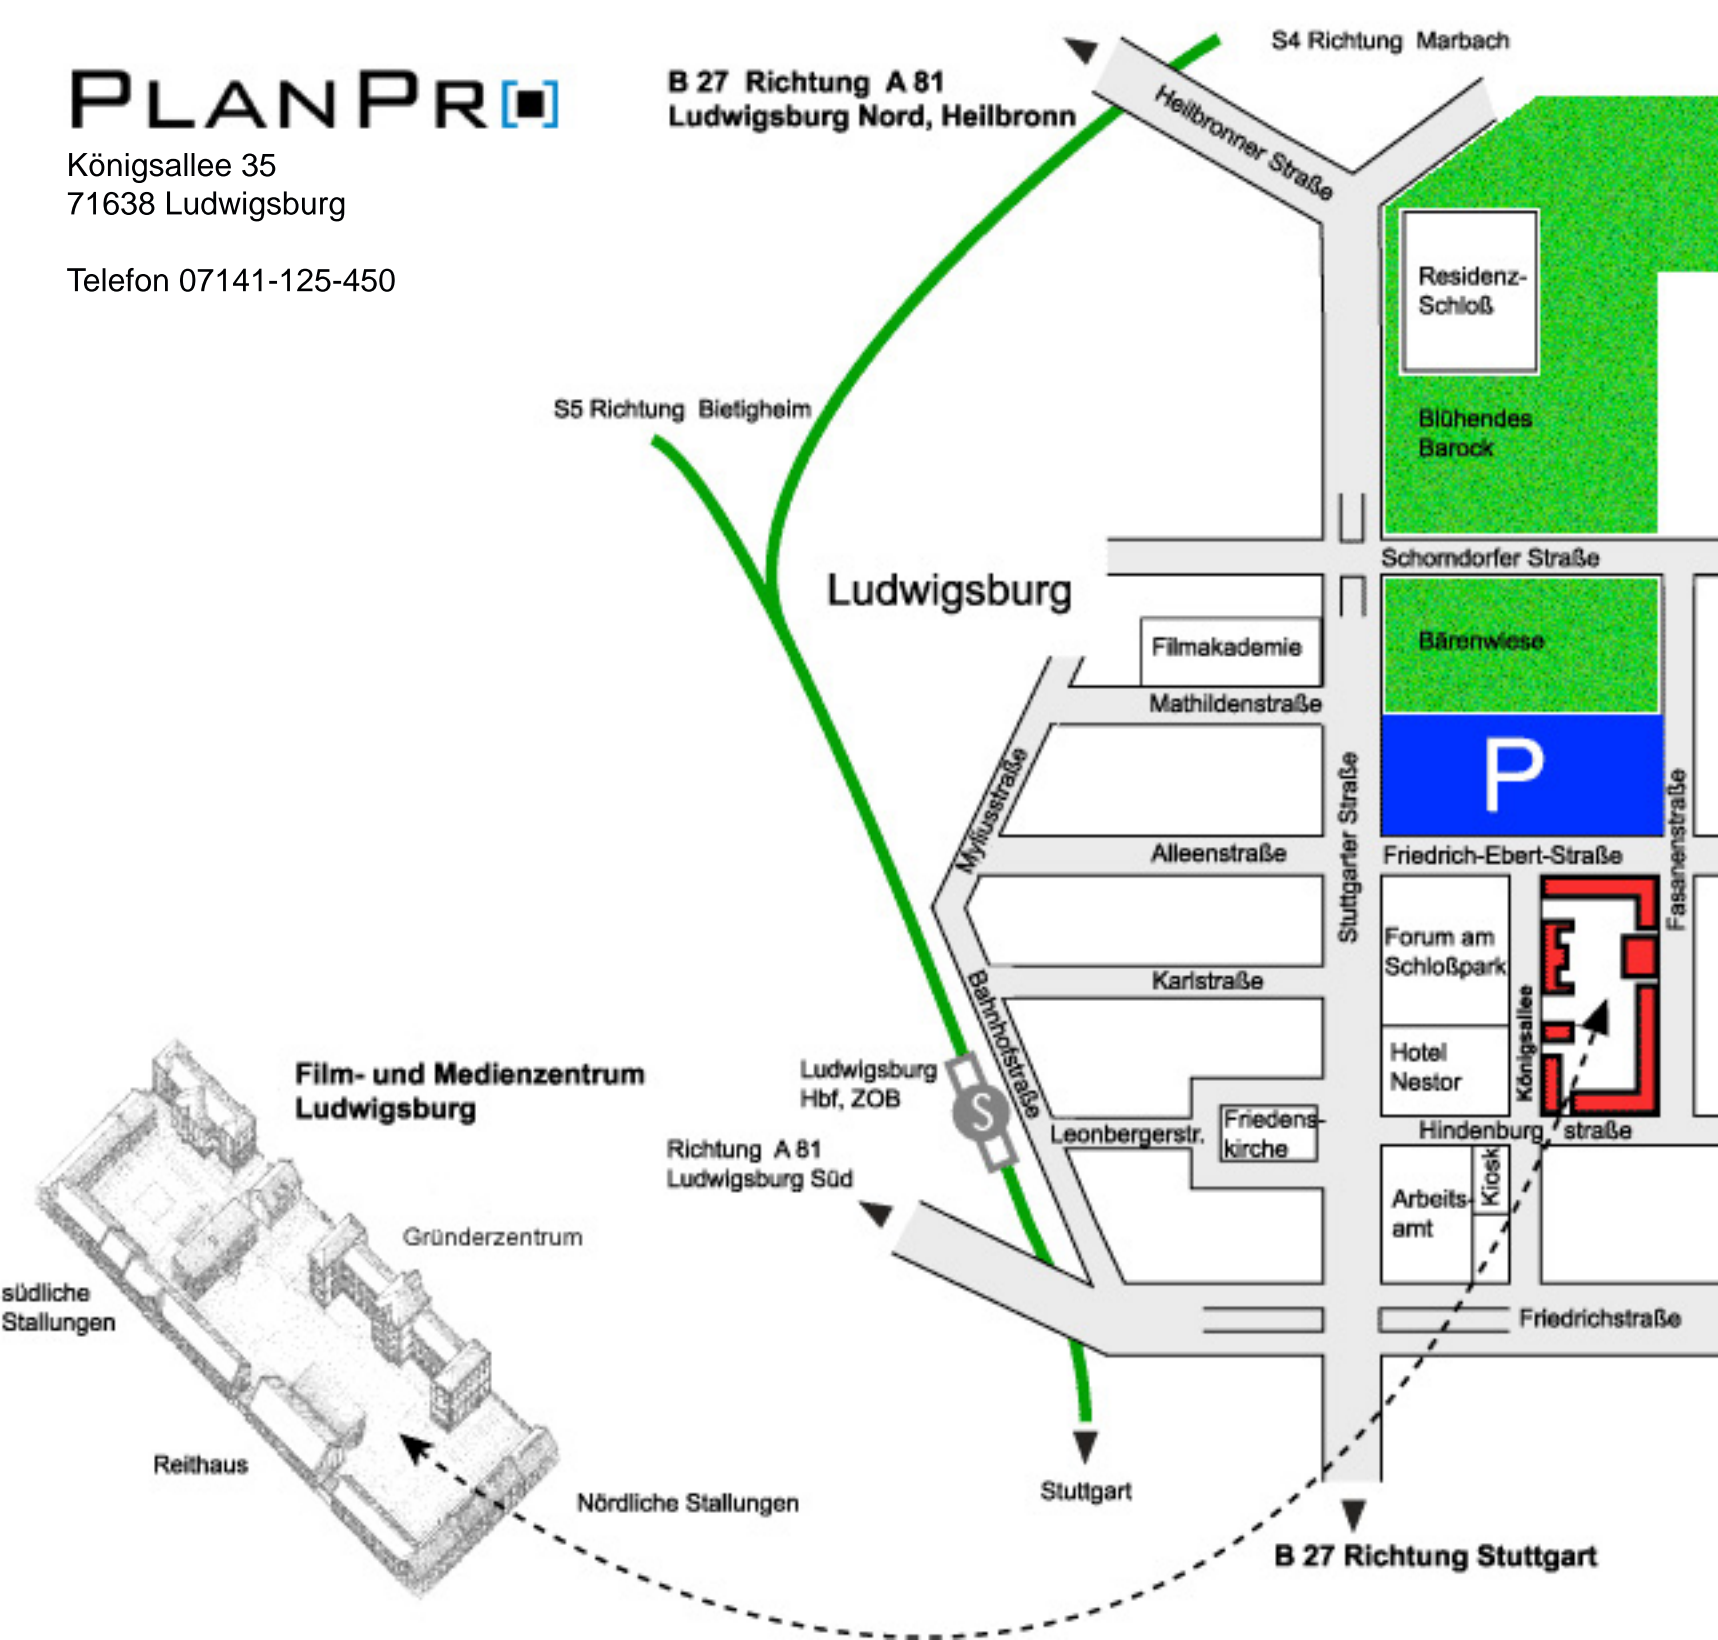 PLANPRO
Königsallee 35
71638 Ludwigsburg
Telefon 07141-125-450
B 27 Richtung A 81
Ludwigsburg Nord, Heilbronn
S4 Richtung Marbach
Heilbronner Straße
Residenz-
Schloß
Blühendes
Barock
S5 Richtung Bietigheim
Schorndorfer Straße
Ludwigsburg
Filmakademie
Bärenwiese
Mathildenstraße
P
Myliusstraße
Stuttgarter Straße
Fasanenstraße
Alleenstraße
Friedrich-Ebert-Straße
Forum am
Schloßpark
Karlstraße
Bahnhofstraße
Königsallee
Hotel
Nestor
Ludwigsburg
Hbf, ZOB
S
Film- und Medienzentrum
Ludwigsburg
Leonbergerstr.
Friedens-
kirche
Hindenburg straße
Richtung A 81
Ludwigsburg Süd
Arbeits-
amt
Kiosk
Gründerzentrum
südliche
Stallungen
Friedrichstraße
Reithaus
Nördliche Stallungen
Stuttgart
B 27 Richtung Stuttgart